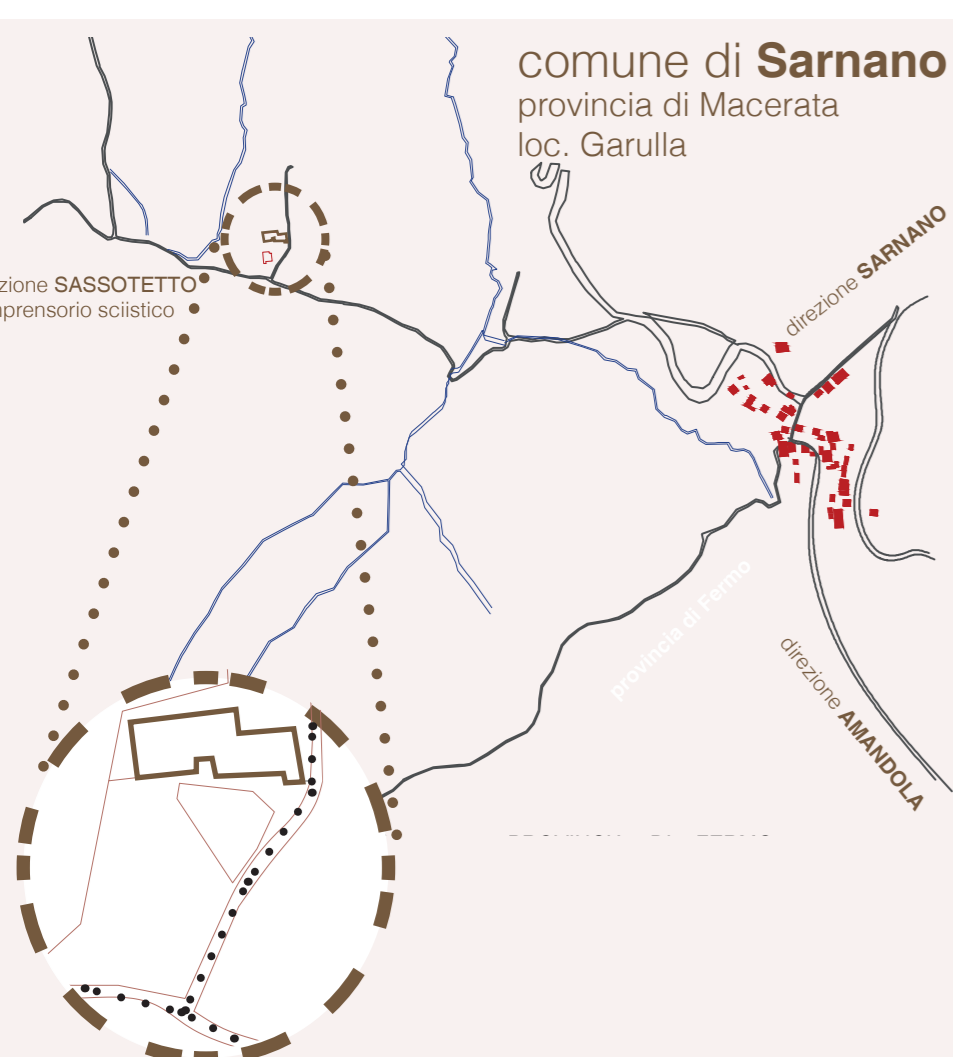 comune di Sarnano
provincia di Macerata
loc. Garulla
direzione SARNANO
zione SASSOTETTO
prensorio sciistico
provincia di Fermo
direzione AMANDOLA